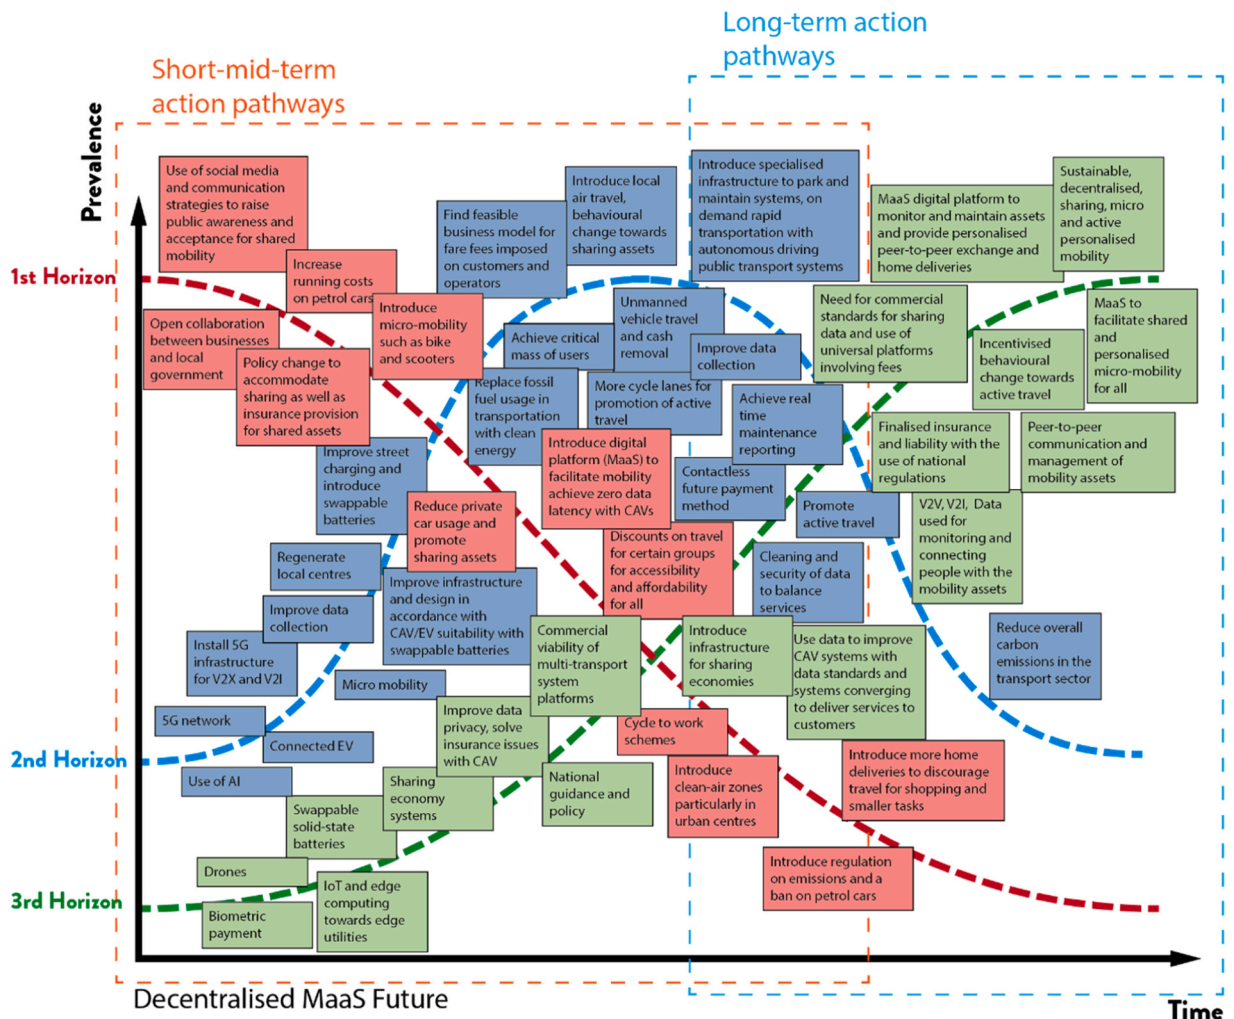 Long-term action
pathways
Short-mid-term
action pathways
Prevalence
Use of social media
and communication
strategies to raise
public awareness and
acceptance for shared
mobility
Increase
running costs
on petrol cars
Find feasible
business model for
fare fees imposed
on customers and
operators
Introduce local
air travel,
behavioural
change towards
sharing assets
Introduce specialised
infrastructure to park and
maintain systems, on
demand rapid
transportation with
autonomous driving
public transport systems
MaaS digital platform to
monitor and maintain assets
and provide personalised
peer-to-peer exchange and
home deliveries
Sustainable,
decentralised,
sharing, micro
and active
personalised
mobility
1st Horizon
Open collaboration
between businesses
and local
government
Policy change to
accommodate
sharing as well as
insurance provision
for shared assets
Introduce
micro-mobility
such as bike
and scooters
Achieve critical
mass of users
Unmanned
vehicle travel
and cash
removal
Improve data
collection
Need for commercial
standards for sharing
data and use of
universal platforms
involving fees
Incentivised
behavioural
change towards
active travel
MaaS to
facilitate shared
and
personalised
micro-mobility
for all
Replace fossil
fuel usage in
transportation
with clean
energy
More cycle lanes for
promotion of active
travel
Achieve real
time
maintenance
reporting
Finalised insurance
and liability with the
use of national
regulations
Peer-to-peer
communication and
management of
mobility assets
Improve street
charging and
introduce
swappable
batteries
Introduce digital
platform (MaaS) to
facilitate mobility
achieve zero data
latency with CAVs
Contactless
future payment
method
Promote
active travel
V2V, V2I, Data
used for
monitoring and
connecting
people with the
mobility assets
Reduce private
car usage and
promote
sharing assets
Discounts on travel
for certain groups
for accessibility
and affordability
for all
Cleaning and
security of data
to balance
services
Regenerate
local centres
Improve data
collection
Improve infrastructure
and design in
accordance with
CAV/EV suitability with
swappable batteries
Install 5G
infrastructure
for V2X and V2I
Commercial
viability of
multi-transport
system
platforms
Introduce
infrastructure
for sharing
economies
Use data to improve
CAV systems with
data standards and
systems converging
to deliver services to
customers
Reduce overall
carbon
emissions in the
transport sector
Micro mobility
5G network
Connected EV
Improve data
privacy, solve
insurance issues
with CAV
Cycle to work
schemes
2nd Horizon
Use of AI
Sharing
economy
systems
National
guidance and
policy
Introduce
clean-air zones
particularly in
urban centres
Introduce more home
deliveries to discourage
travel for shopping and
smaller tasks
Swappable
solid-state
batteries
Drones
Introduce regulation
on emissions and a
ban on petrol cars
3rd Horizon
Biometric
payment
IoT and edge
computing
towards edge
utilities
Decentralised MaaS Future
Time